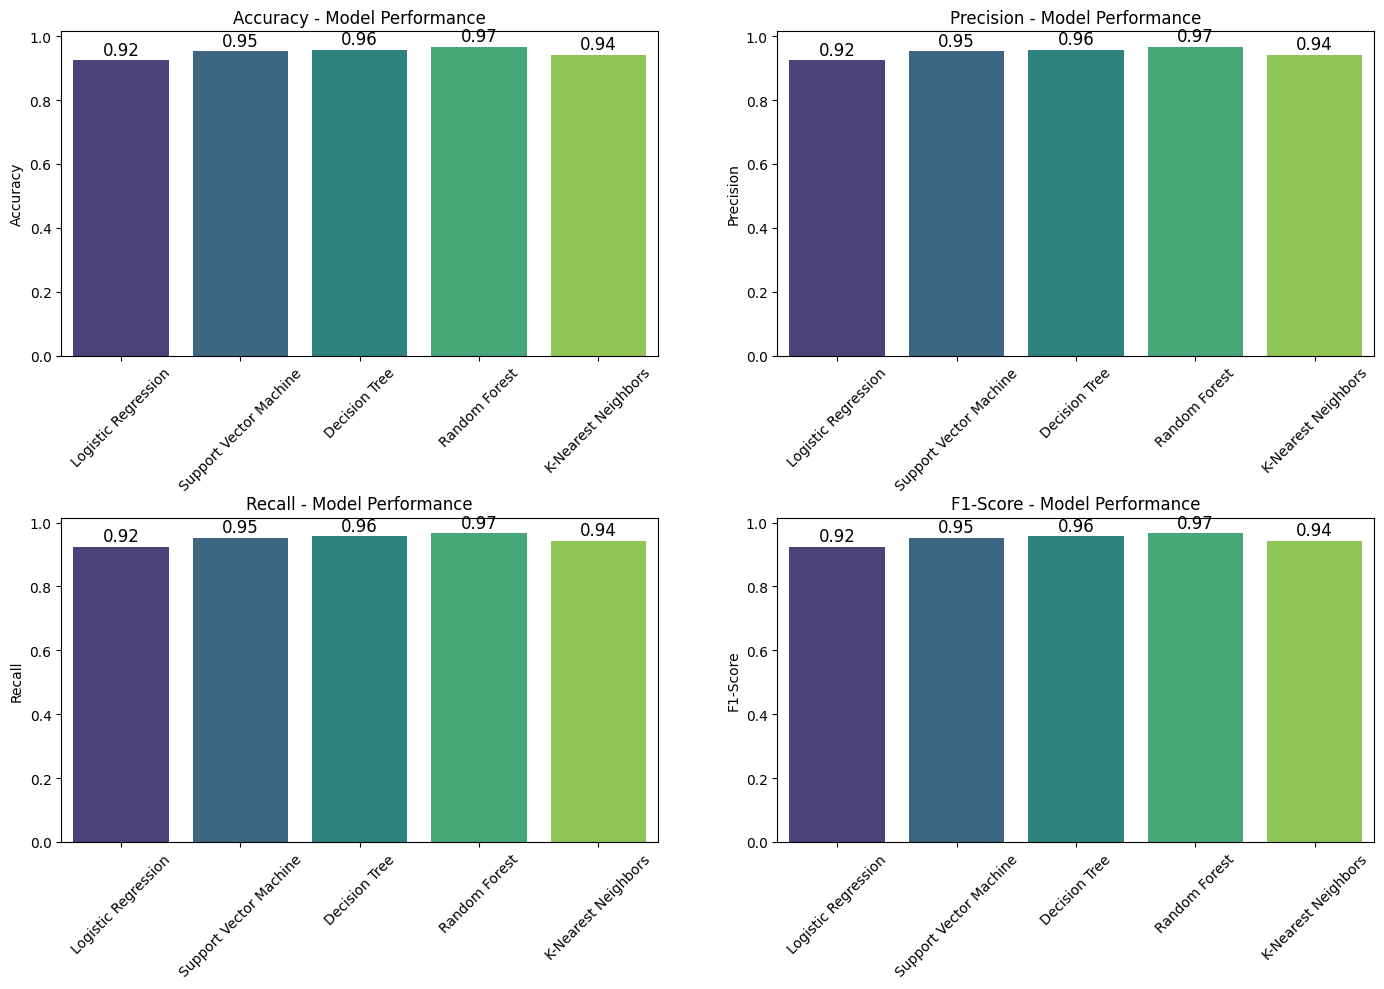 Accuracy - Model Performance
1.0
0.8
0.6
0.4
0.2
0.0
Accuracy
0.92
0.95
0.96
0.97
0.94
Logistic Regression
Support Vector Machine
Decision Tree
Random Forest
K-Nearest Neighbors
Precision - Model Performance
1.0
0.8
0.6
0.4
0.2
0.0
Precision
0.92
0.95
0.96
0.97
0.94
Logistic Regression
Support Vector Machine
Decision Tree
Random Forest
K-Nearest Neighbors
Recall - Model Performance
1.0
0.8
0.6
0.4
0.2
0.0
Recall
0.92
0.95
0.96
0.97
0.94
Logistic Regression
Support Vector Machine
Decision Tree
Random Forest
K-Nearest Neighbors
F1-Score - Model Performance
1.0
0.8
0.6
0.4
0.2
0.0
F1-Score
0.92
0.95
0.96
0.97
0.94
Logistic Regression
Support Vector Machine
Decision Tree
Random Forest
K-Nearest Neighbors